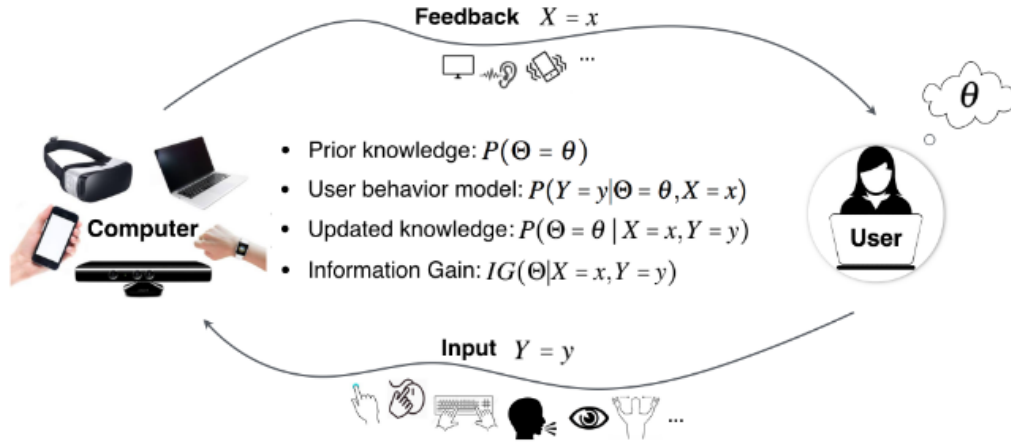 Feedback X = x
...
θ
• Prior knowledge: P(Θ = θ)
• User behavior model: P(Y = y|Θ = θ, X = x)
• Updated knowledge: P(Θ = θ | X = x, Y = y)
• Information Gain: IG(Θ|X = x, Y = y)
Computer
User
Input Y = y
...